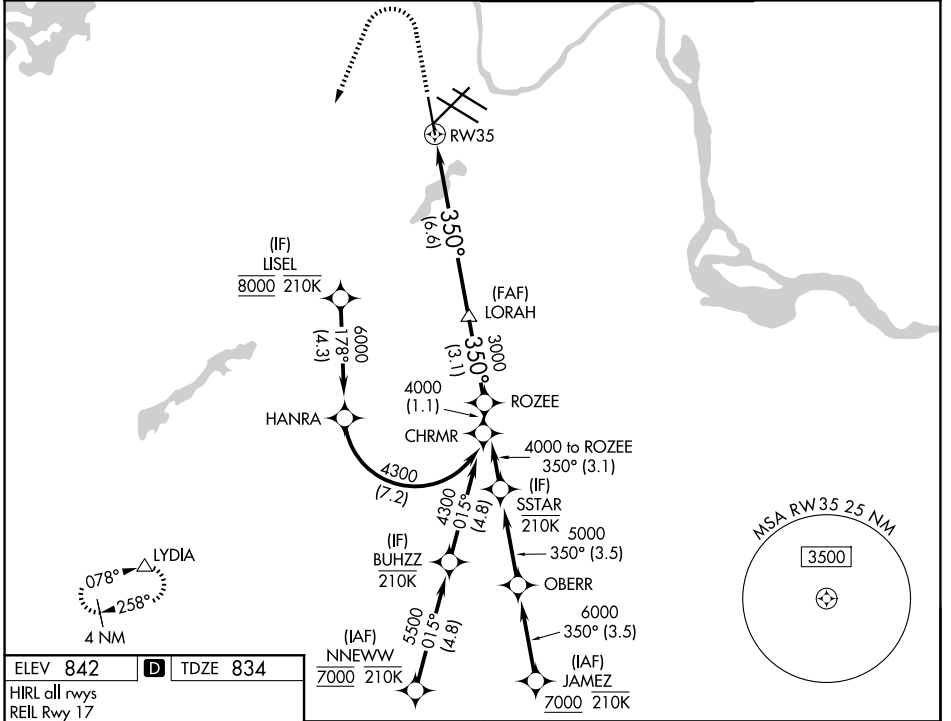 RW35
350°
(6.6)
(IF)
LISEL
8000 210K
6000
178°
(4.3)
(FAF)
LORAH
3000
350°
(3.1)
4000
(1.1)
ROZEE
HANRA
CHRMR
4000 to ROZEE
350° (3.1)
4300
(7.2)
4300
015°
(4.8)
(IF)
SSTAR
210K
(IF)
BUHZZ
210K
5000
350° (3.5)
OBERR
5500
015°
(4.8)
6000
350° (3.5)
(IAF)
NNEWW
7000 210K
(IAF)
JAMEZ
7000 210K
MSA RW35 25 NM
3500
LYDIA
078°
258°
4 NM
ELEV 842 D TDZE 834
HIRL all rwys
REIL Rwy 17